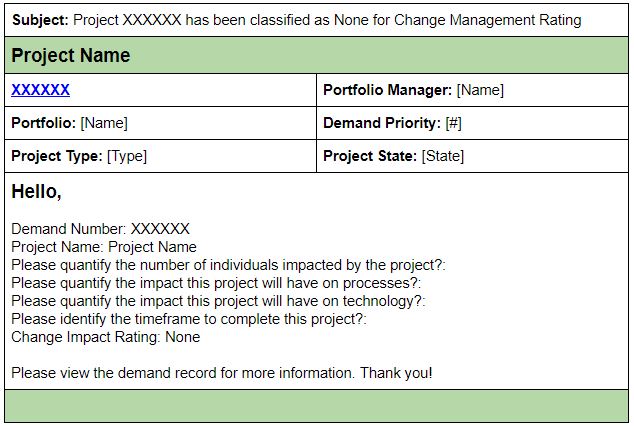 Subject: Project XXXXXX has been classified as None for Change Management Rating
Project Name
XXXXXX
Portfolio Manager: [Name]
Portfolio: [Name]
Demand Priority: [#]
Project Type: [Type]
Project State: [State]
Hello,
Demand Number: XXXXXX
Project Name: Project Name
Please quantify the number of individuals impacted by the project?:
Please quantify the impact this project will have on processes?:
Please quantify the impact this project will have on technology?:
Please identify the timeframe to complete this project?:
Change Impact Rating: None
Please view the demand record for more information. Thank you!